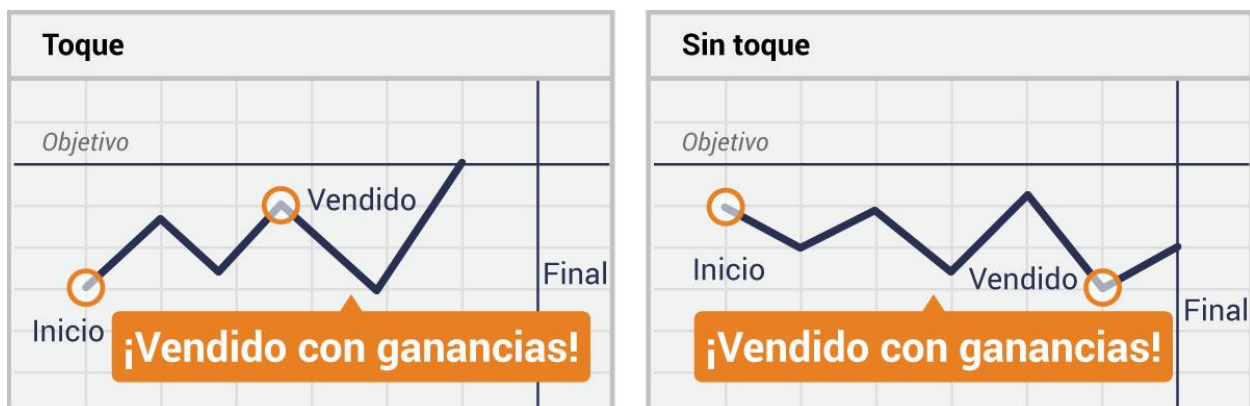 Toque
Objetivo
Vendido
Final
Inicio
¡Vendido con ganancias!
Sin toque
Objetivo
Inicio
Vendido
Final
¡Vendido con ganancias!